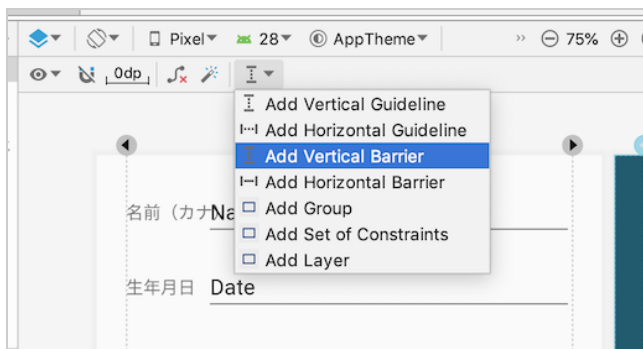 Pixel 28 AppTheme >> 75%
0dp
Add Vertical Guideline
Add Horizontal Guideline
Add Vertical Barrier
Add Horizontal Barrier
Add Group
Add Set of Constraints
Add Layer
名前（カナ Na
生年月日 Date